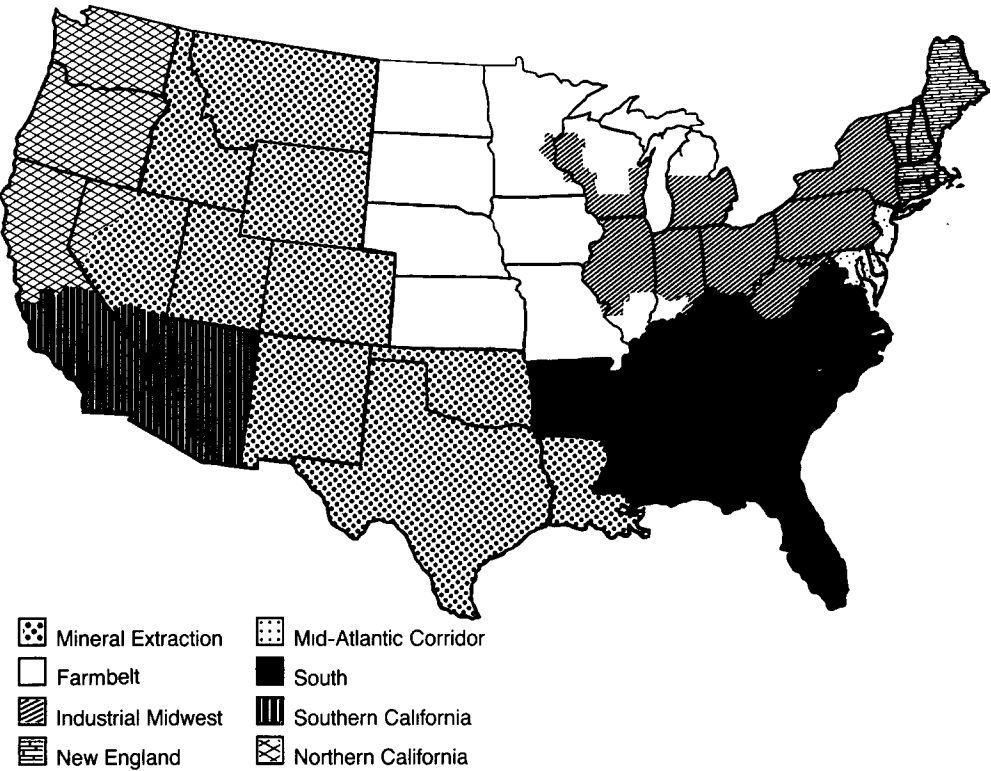 Mineral Extraction
Farmbelt
Industrial Midwest
New England
Mid-Atlantic Corridor
South
Southern California
Northern California